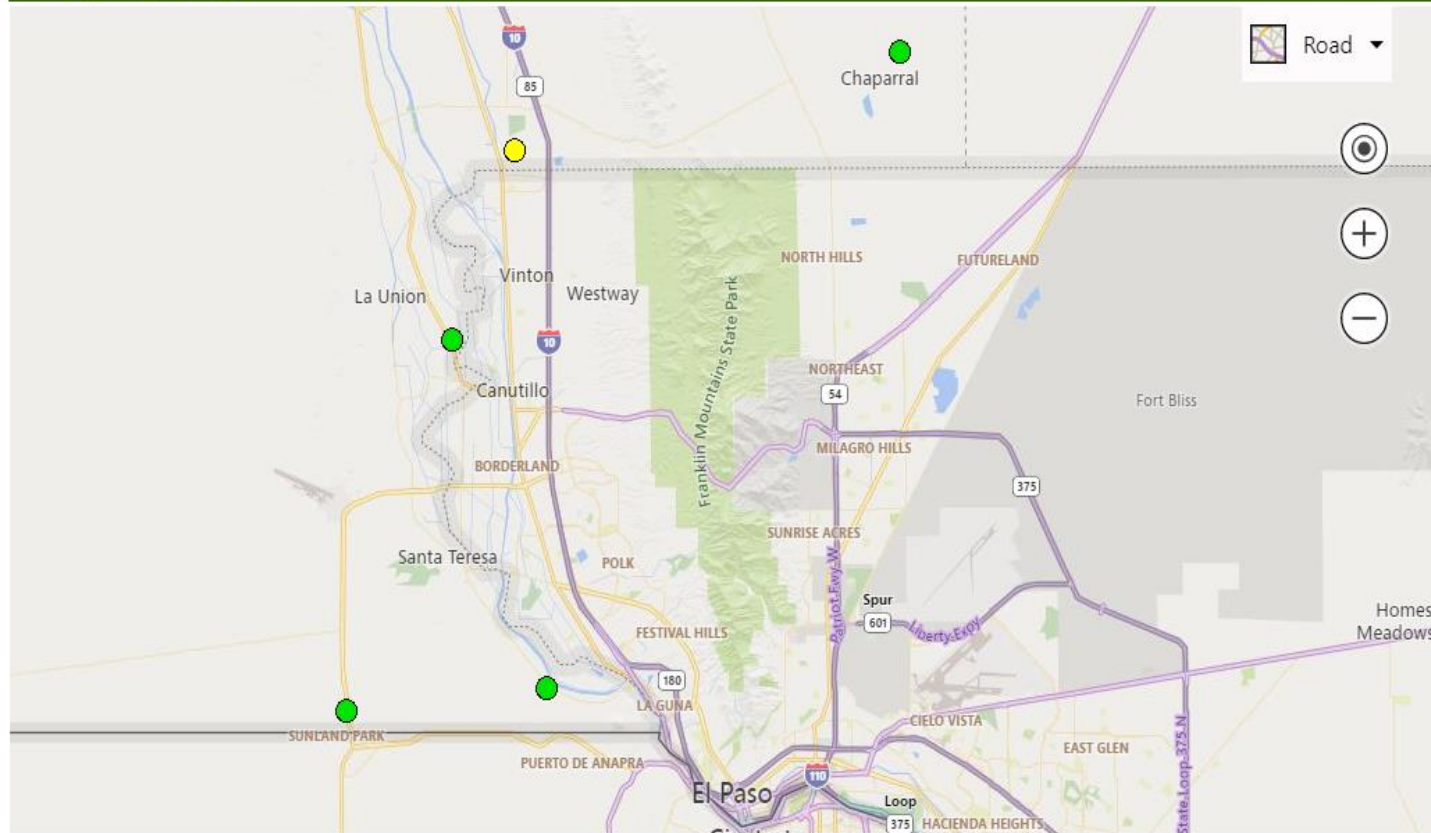 10
Road
Chaparral
85
NORTH HILLS
FUTURELAND
Vinton
La Union
Westway
Franklin Mountains State Park
10
NORTHEAST
Canutillo
54
Fort Bliss
MILAGRO HILLS
BORDERLAND
375
SUNRISE ACRES
Santa Teresa
POLK
Patriot Fwy W
Spur
601
Liberty Expy
Homes
Meadows
FESTIVAL HILLS
180
LA GUNA
CIELO VISTA
SUNLAND PARK
EAST GLEN
PUERTO DE ANAPRA
State Loop 375 N
110
El Paso
Loop
375
HACIENDA HEIGHTS